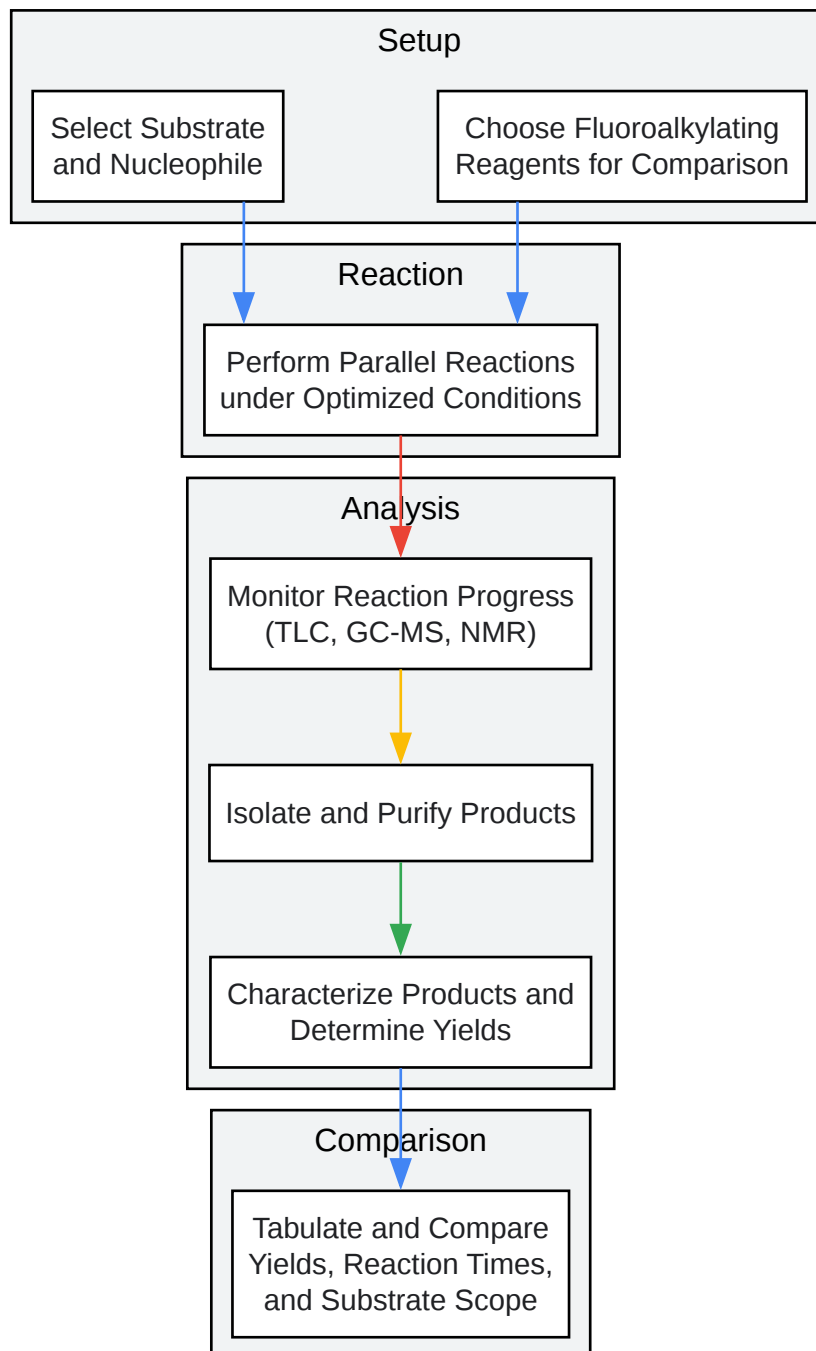 Setup
Select Substrate
and Nucleophile
Choose Fluoroalkylating
Reagents for Comparison
Reaction
Perform Parallel Reactions
under Optimized Conditions
Analysis
Monitor Reaction Progress
(TLC, GC-MS, NMR)
Isolate and Purify Products
Characterize Products and
Determine Yields
Comparison
Tabulate and Compare
Yields, Reaction Times,
and Substrate Scope